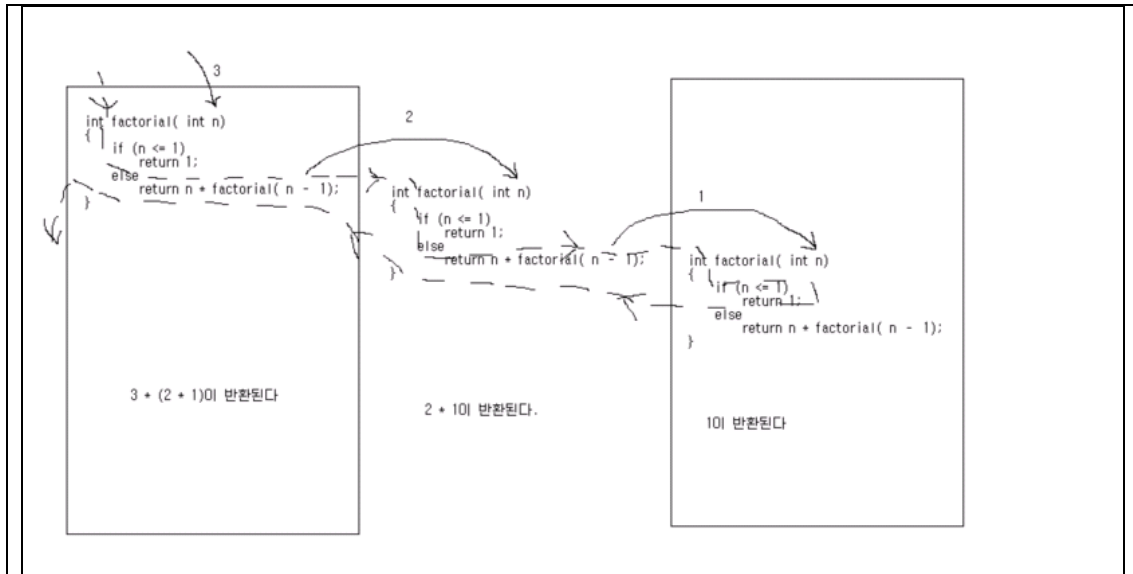 3
int factorial( int n)
{
if (n <= 1)
return 1;
else
return n * factorial( n - 1);
}
3 * (2 * 1)이 반환된다
2
int factorial( int n)
{
if (n <= 1)
return 1;
else
return n * factorial( n - 1);
}
2 * 1이 반환된다.
1
int factorial( int n)
{
if (n <= 1)
return 1;
else
return n * factorial( n - 1);
}
1이 반환된다